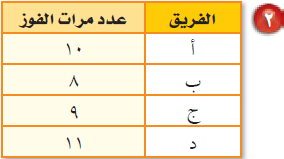 ٢
الفريق عدد مرات الفوز
أ ١٠
ب ٨
ج ٩
د ١١